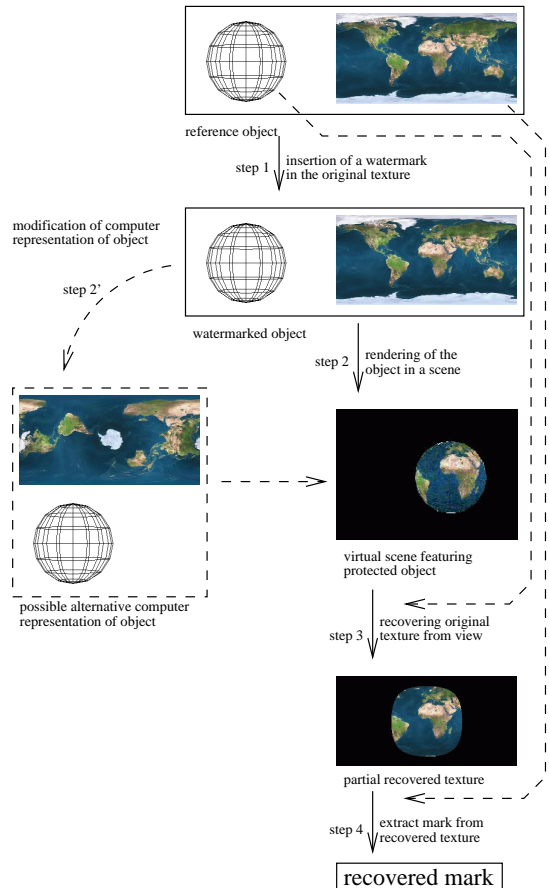 reference object
step 1
insertion of a watermark
in the original texture
modification of computer
representation of object
step 2'
watermarked object
step 2
rendering of the
object in a scene
virtual scene featuring
protected object
possible alternative computer
representation of object
step 3
recovering original
texture from view
partial recovered texture
step 4
extract mark from
recovered texture
recovered mark